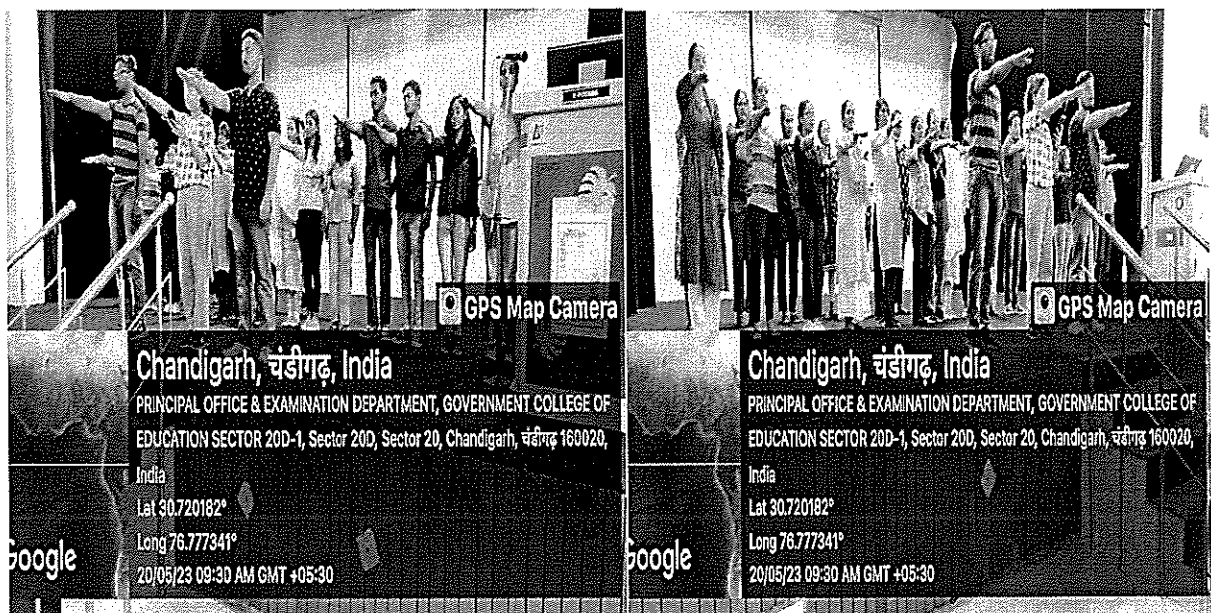 GPS Map Camera
Chandigarh, चंडीगढ़, India
PRINCIPAL OFFICE & EXAMINATION DEPARTMENT, GOVERNMENT COLLEGE OF
EDUCATION SECTOR 20D-1, Sector 20D, Sector 20, Chandigarh, चंडीगढ़ 160020,
India
Lat 30.720182°
Long 76.777341°
20/05/23 09:30 AM GMT +05:30
Google
GPS Map Camera
Chandigarh, चंडीगढ़, India
PRINCIPAL OFFICE & EXAMINATION DEPARTMENT, GOVERNMENT COLLEGE OF
EDUCATION SECTOR 20D-1, Sector 20D, Sector 20, Chandigarh, चंडीगढ़ 160020,
India
Lat 30.720182°
Long 76.777341°
20/05/23 09:30 AM GMT +05:30
Google